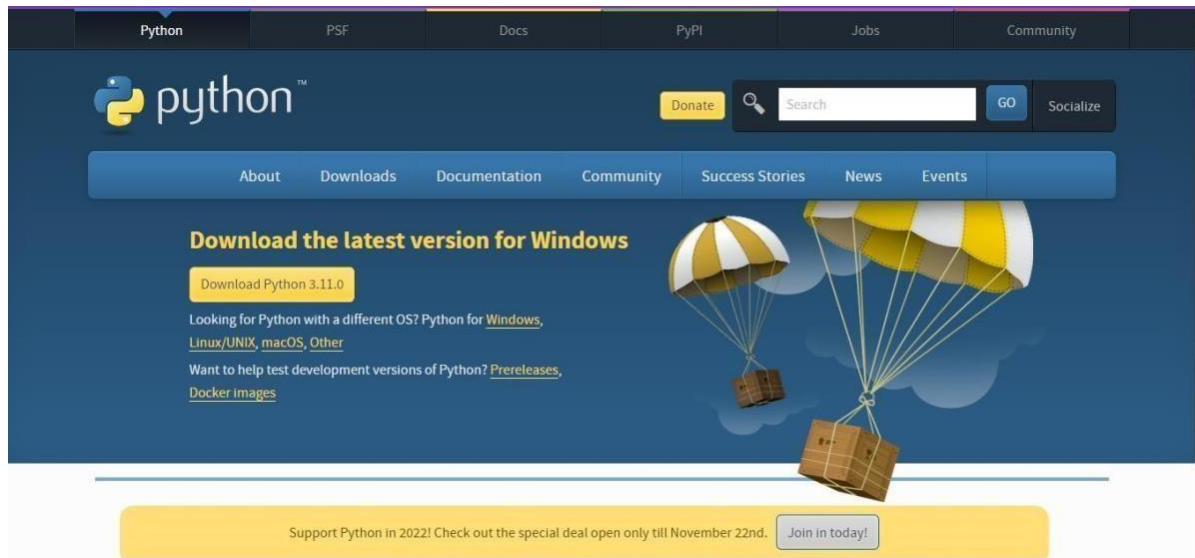 Python PSF Docs PyPI Jobs Community
python™
Donate Search GO Socialize
About Downloads Documentation Community Success Stories News Events
Download the latest version for Windows
Download Python 3.11.0
Looking for Python with a different OS? Python for Windows,
Linux/UNIX, macOS, Other
Want to help test development versions of Python? Prereleases,
Docker images
Support Python in 2022! Check out the special deal open only till November 22nd. Join in today!